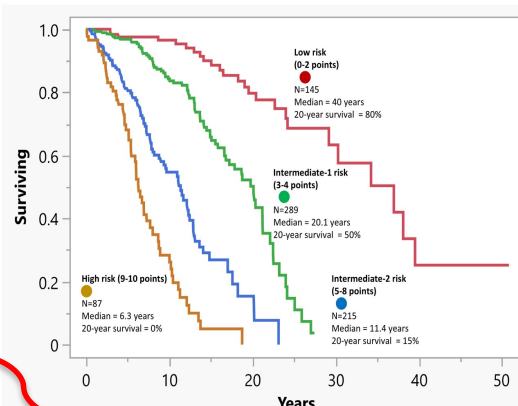 1.0
0.8
0.6
0.4
0.2
0
Surviving
Low risk
(0-2 points)
N=145
Median = 40 years
20-year survival = 80%
Intermediate-1 risk
(3-4 points)
N=289
Median = 20.1 years
20-year survival = 50%
High risk (9-10 points)
N=87
Median = 6.3 years
20-year survival = 0%
Intermediate-2 risk
(5-8 points)
N=215
Median = 11.4 years
20-year survival = 15%
0 10 20 30 40 50
Years